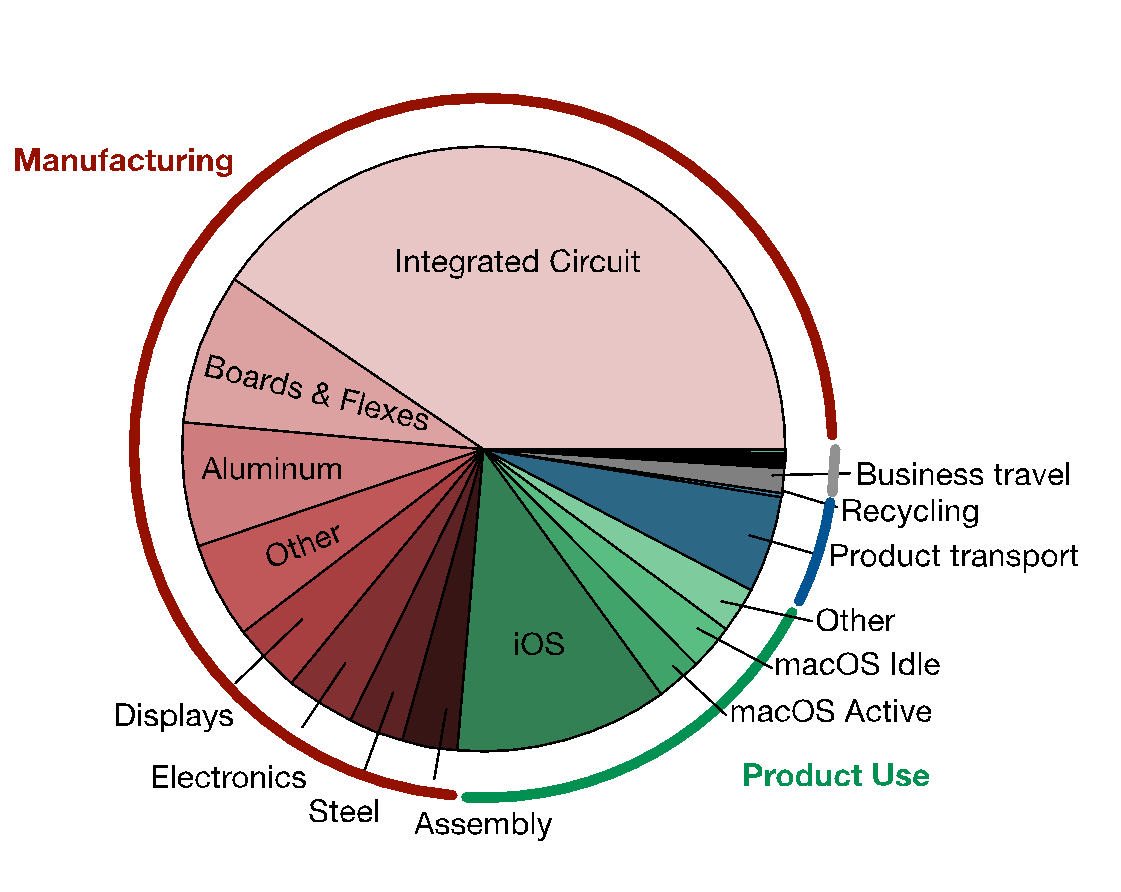 Manufacturing
Integrated Circuit
Boards & Flexes
Aluminum
Other
Displays
Electronics
Steel
Assembly
iOS
Business travel
Recycling
Product transport
Other
macOS Idle
macOS Active
Product Use